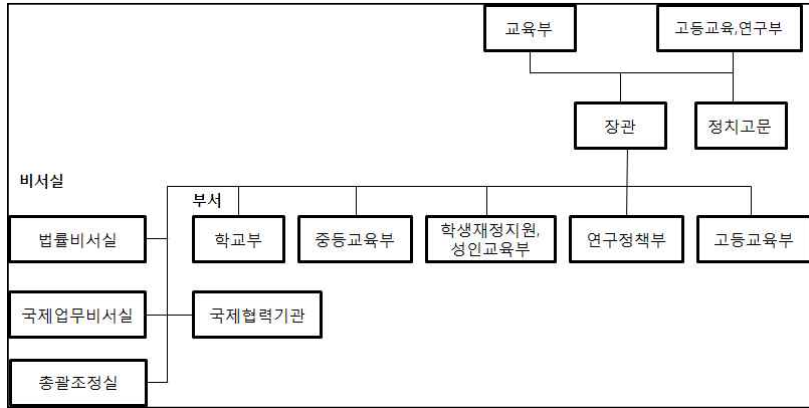 교육부
고등교육,연구부
장관
정치고문
비서실
부서
법률비서실
학교부
중등교육부
학생재정지원,
성인교육부
연구정책부
고등교육부
국제업무비서실
국제협력기관
총괄조정실